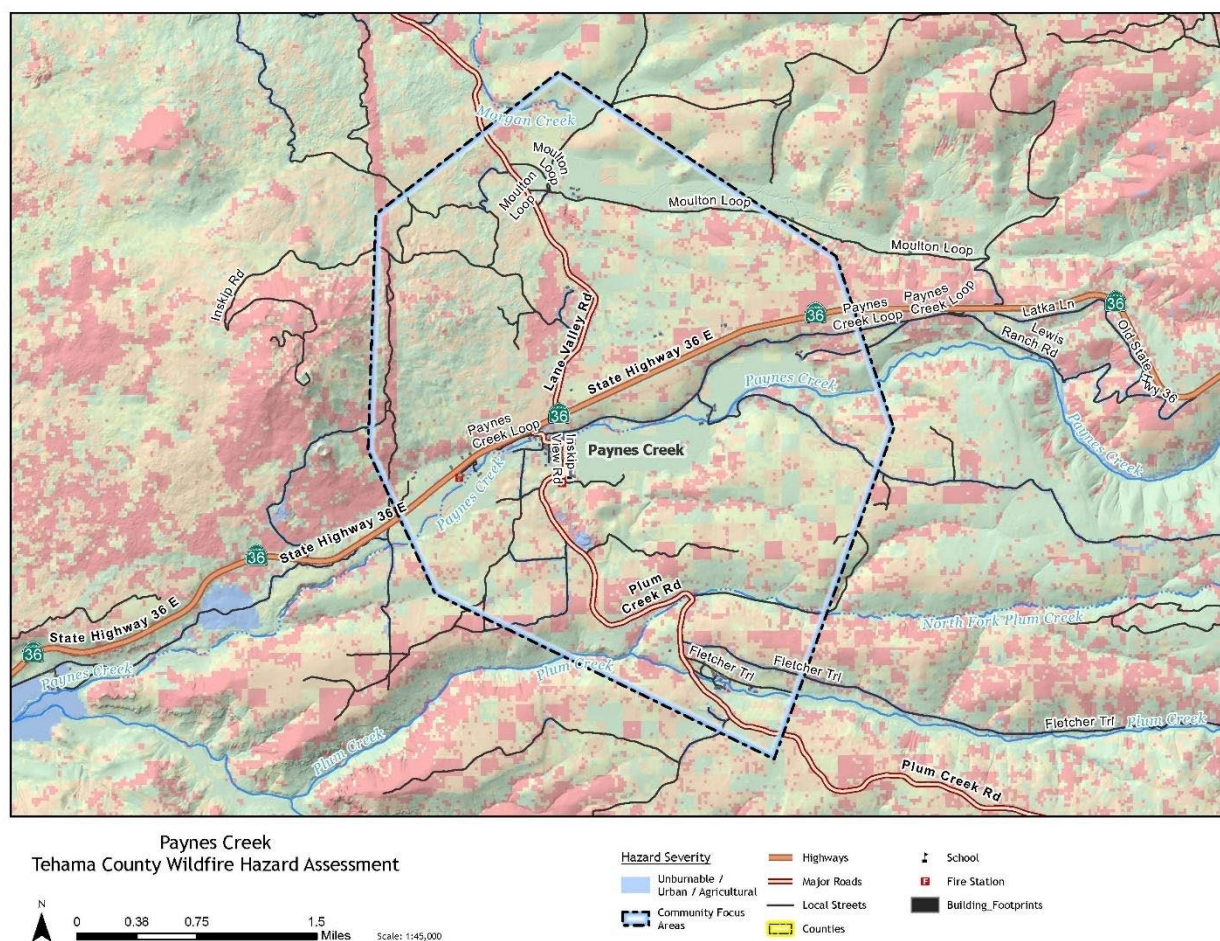 Morgan Creek
Moulton
Loop
Moulton
Loop
Moulton Loop
Moulton Loop
Inskip Rd
Lane Valley Rd
State Highway 36 E
36
Paynes
Creek Loop
Paynes
Creek Loop
Latka Ln
36
Lewis
Ranch Rd
Old State Hwy 36
Paynes Creek
Paynes Creek
36
Paynes
Creek Loop
Inskip
View Rd
Paynes Creek
F
Paynes Creek
F
State Highway 36 E
36
State Highway 36 E
36
Paynes Creek
Plum
Creek Rd
North Fork Plum Creek
Plum Creek
Fletcher Trl
Fletcher Trl
Fletcher Trl
Plum Creek
Plum Creek
Plum Creek Rd
Paynes Creek
Tehama County Wildfire Hazard Assessment
N
0 0.38 0.75 1.5
Miles
Scale: 1:45,000
Hazard Severity
Unburnable /
Urban / Agricultural
Community Focus
Areas
Highways
Major Roads
Local Streets
Counties
School
F Fire Station
Building_Footprints